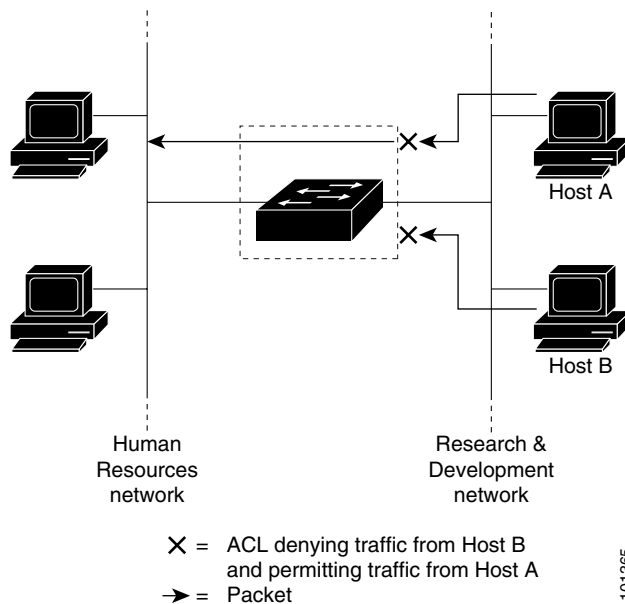 Host A
Host B
Human
Resources
network
Research &
Development
network
X = ACL denying traffic from Host B
and permitting traffic from Host A
→ = Packet
101365